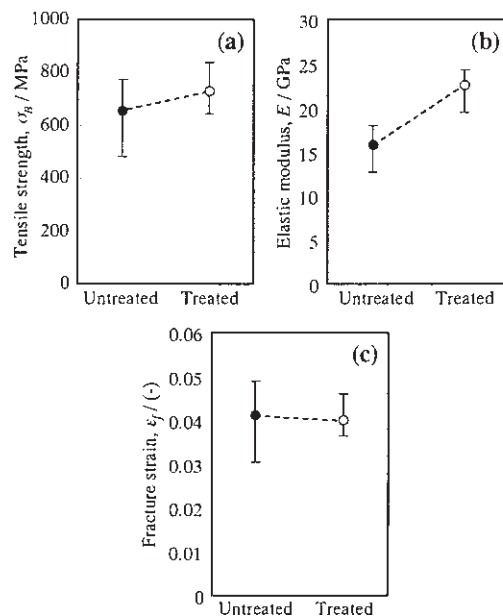 (a)
Tensile strength, σB / MPa
1000
800
600
400
200
0
Untreated Treated
(b)
Elastic modulus, E / GPa
30
25
20
15
10
5
0
Untreated Treated
(c)
Fracture strain, εf / (-)
0.06
0.05
0.04
0.03
0.02
0.01
0
Untreated Treated